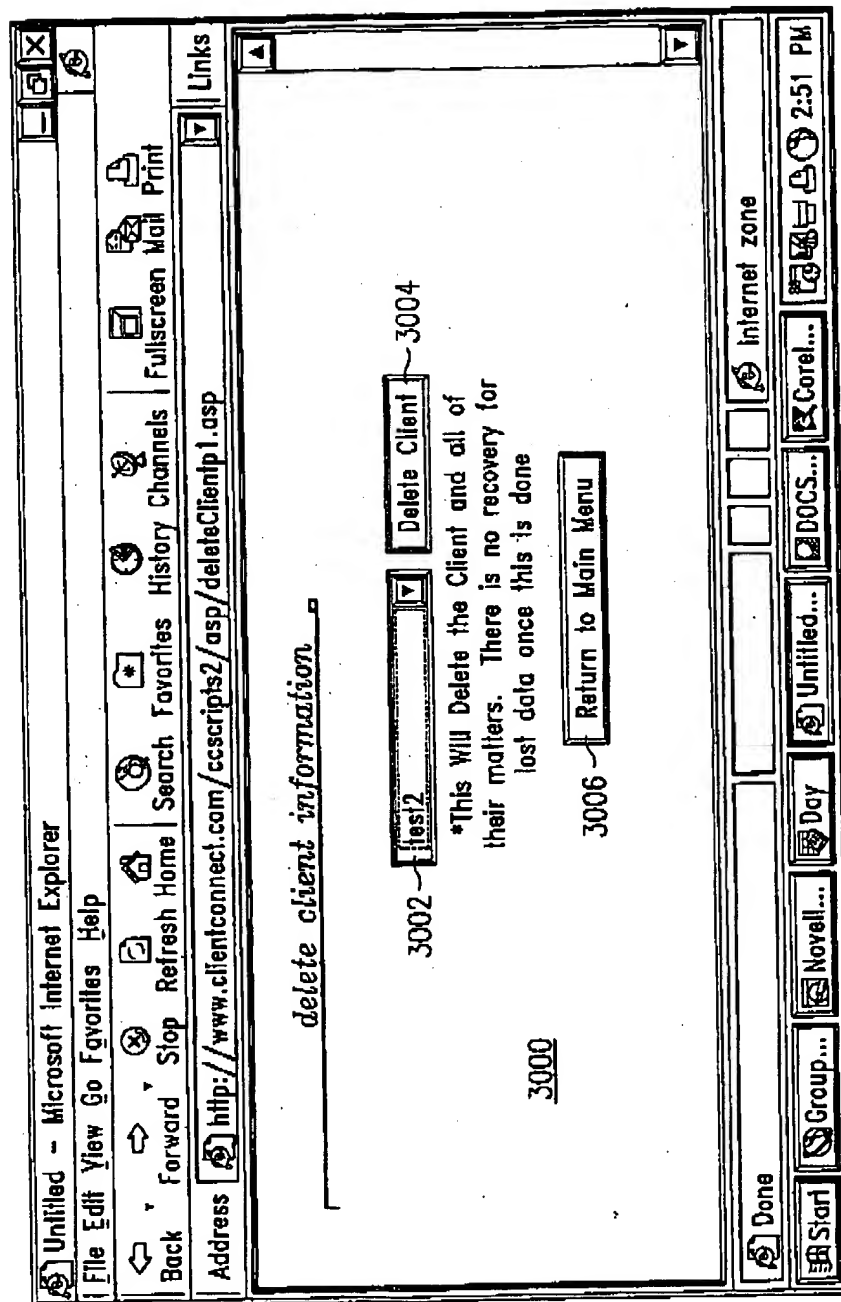 Untitled - Microsoft Internet Explorer
File Edit View Go Favorites Help
Back Forward Stop Refresh Home Search Favorites History Channels Fullscreen Mail Print
Address http://www.clientconnect.com/ccscripts2/asp/deleteClientp1.asp Links
delete client information
3002 itest2 Delete Client 3004
*This Will Delete the Client and all of
their matters. There is no recovery for
lost data once this is done
3006 Return to Main Menu
3000
Done Internet zone
Start Group... Novell... Day Untitled... DOCS... Corel... 2:51 PM